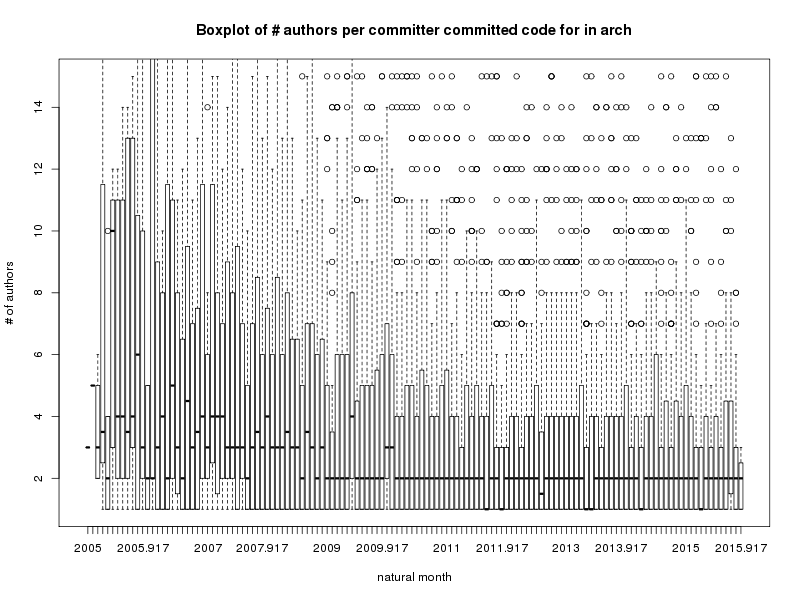 Boxplot of # authors per committer committed code for in arch
# of authors
14
12
10
8
6
4
2
2005 2005.917 2007 2007.917 2009 2009.917 2011 2011.917 2013 2013.917 2015 2015.917
natural month